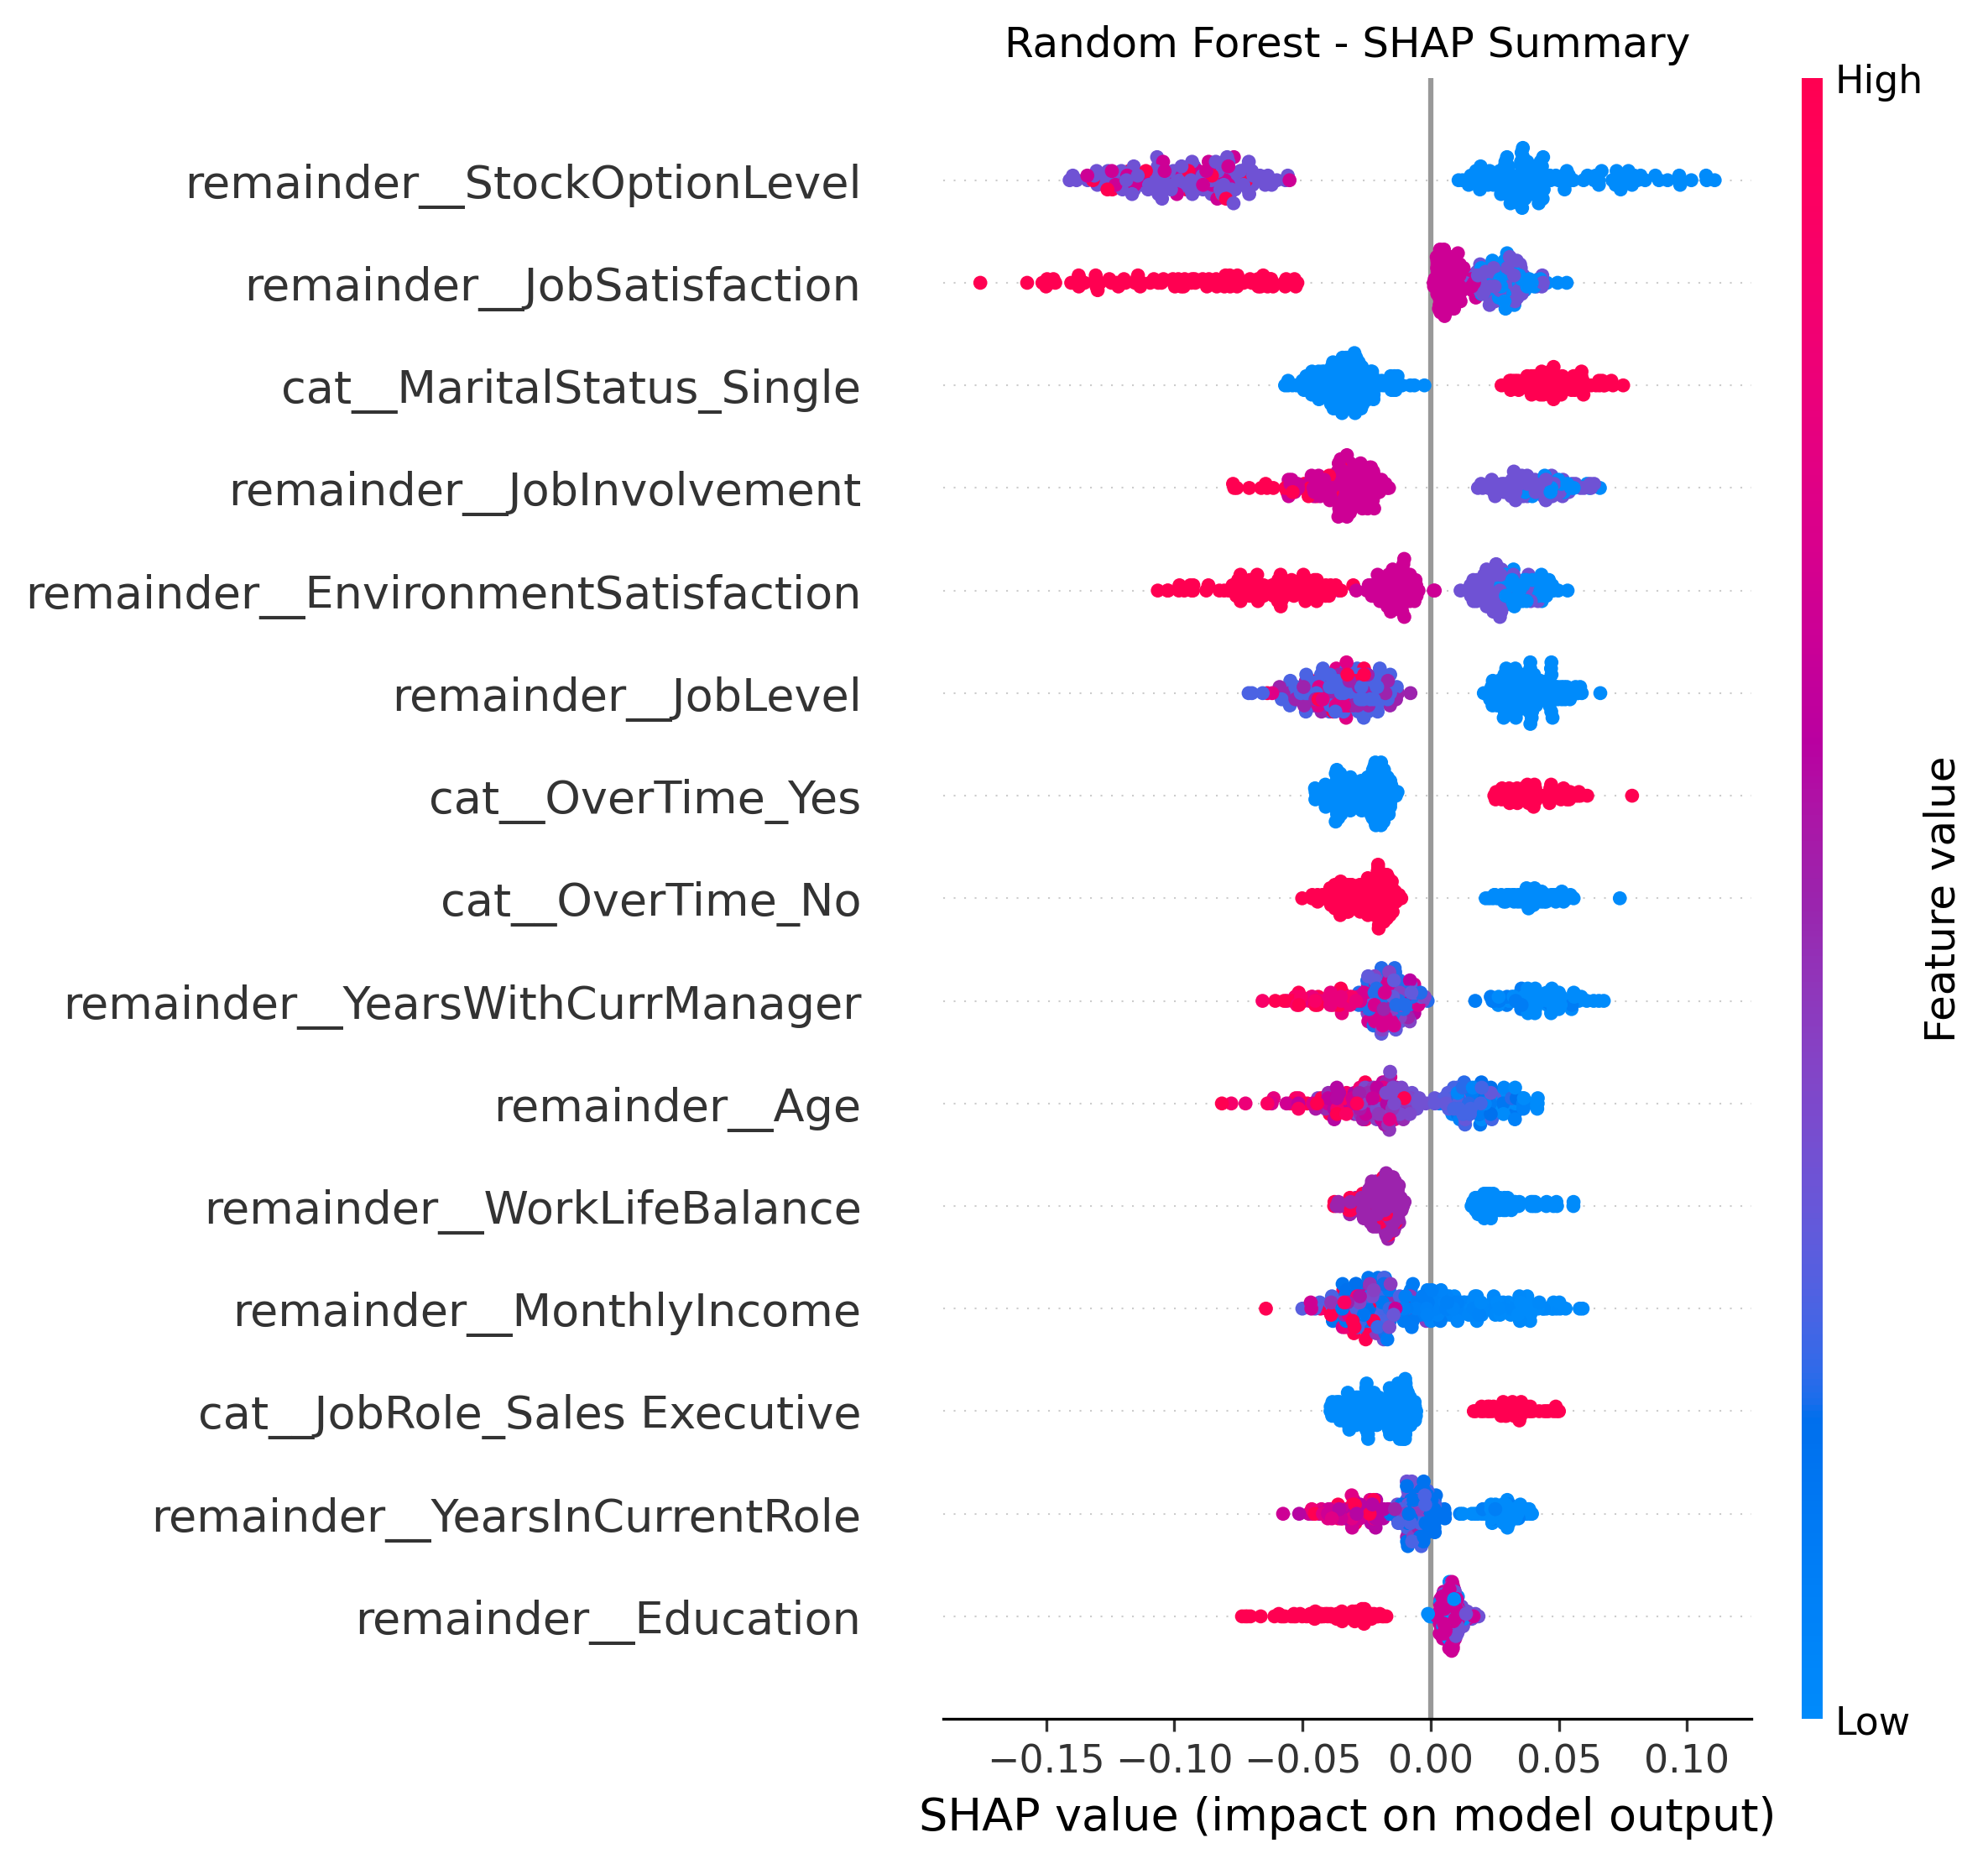 Random Forest - SHAP Summary
High
remainder__StockOptionLevel
remainder__JobSatisfaction
cat__MaritalStatus_Single
remainder__JobInvolvement
remainder__EnvironmentSatisfaction
remainder__JobLevel
cat__OverTime_Yes
cat__OverTime_No
remainder__YearsWithCurrManager
remainder__Age
remainder__WorkLifeBalance
remainder__MonthlyIncome
cat__JobRole_Sales Executive
remainder__YearsInCurrentRole
remainder__Education
Feature value
Low
−0.15 −0.10 −0.05 0.00 0.05 0.10
SHAP value (impact on model output)